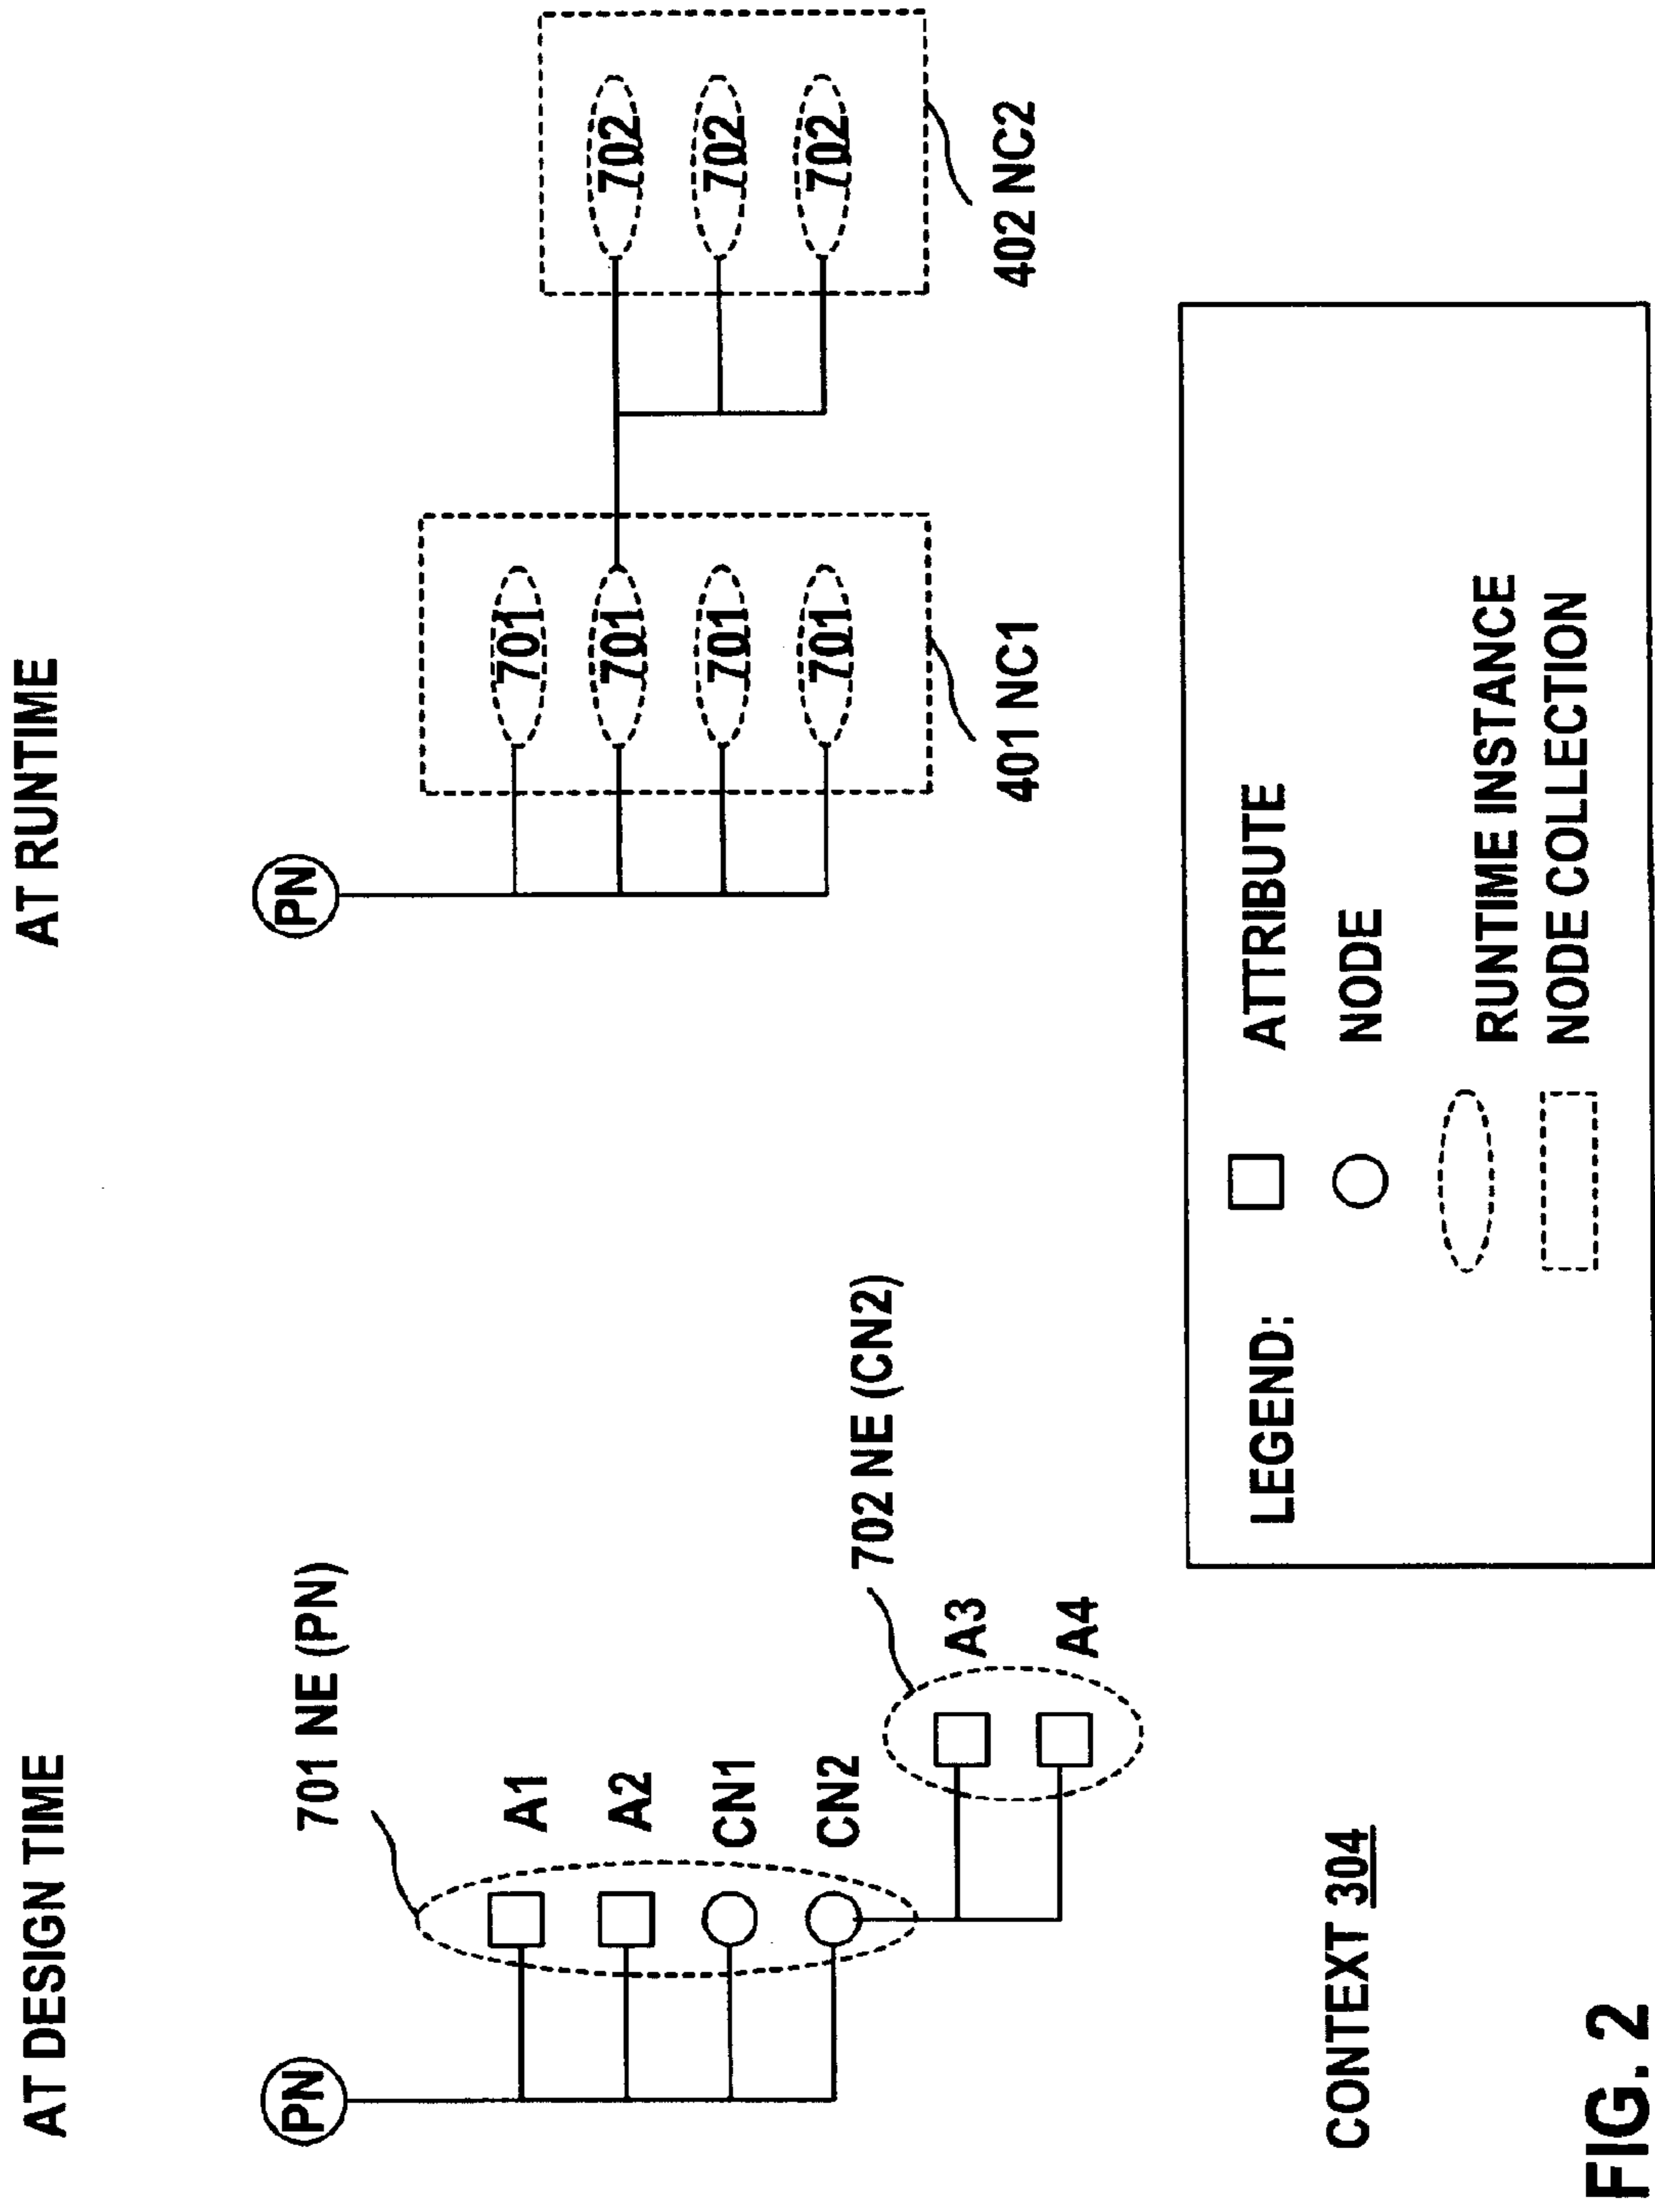 AT DESIGN TIME
PN
701 NE (PN)
A1
A2
CN1
CN2
702 NE (CN2)
A3
A4
CONTEXT 304
AT RUNTIME
PN
701
701
701
701
401 NC1
702
702
702
402 NC2
LEGEND:
ATTRIBUTE
NODE
RUNTIME INSTANCE
NODE COLLECTION
FIG. 2